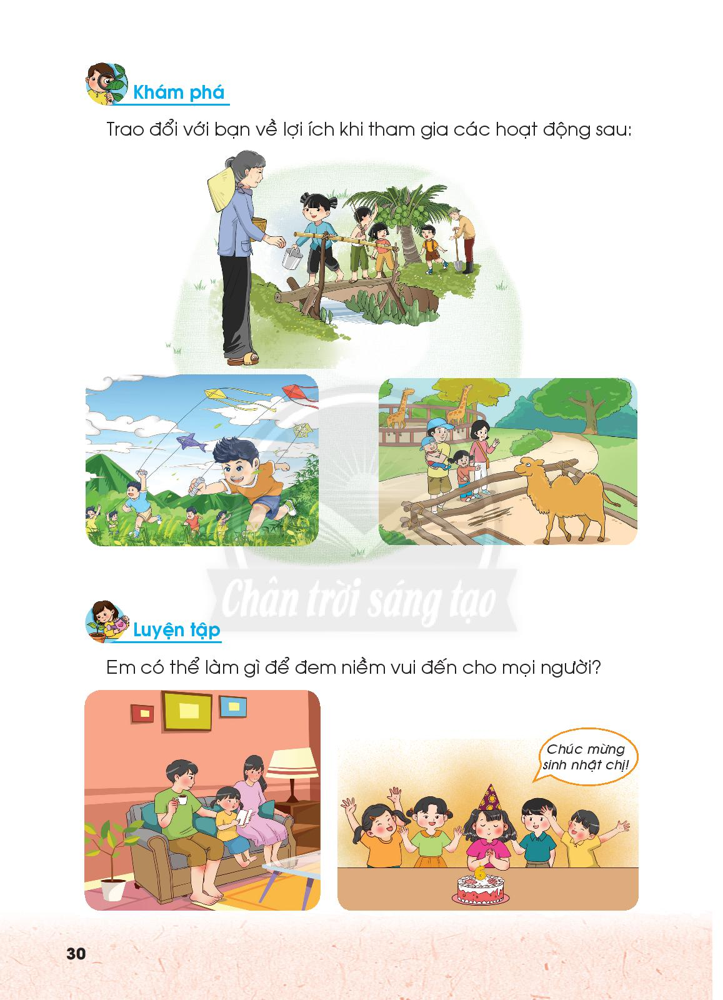 Khám phá
Trao đổi với bạn về lợi ích khi tham gia các hoạt động sau:
Chân trời sáng tạo
Luyện tập
Em có thể làm gì để đem niềm vui đến cho mọi người?
Chúc mừng
sinh nhật chị!
6
30